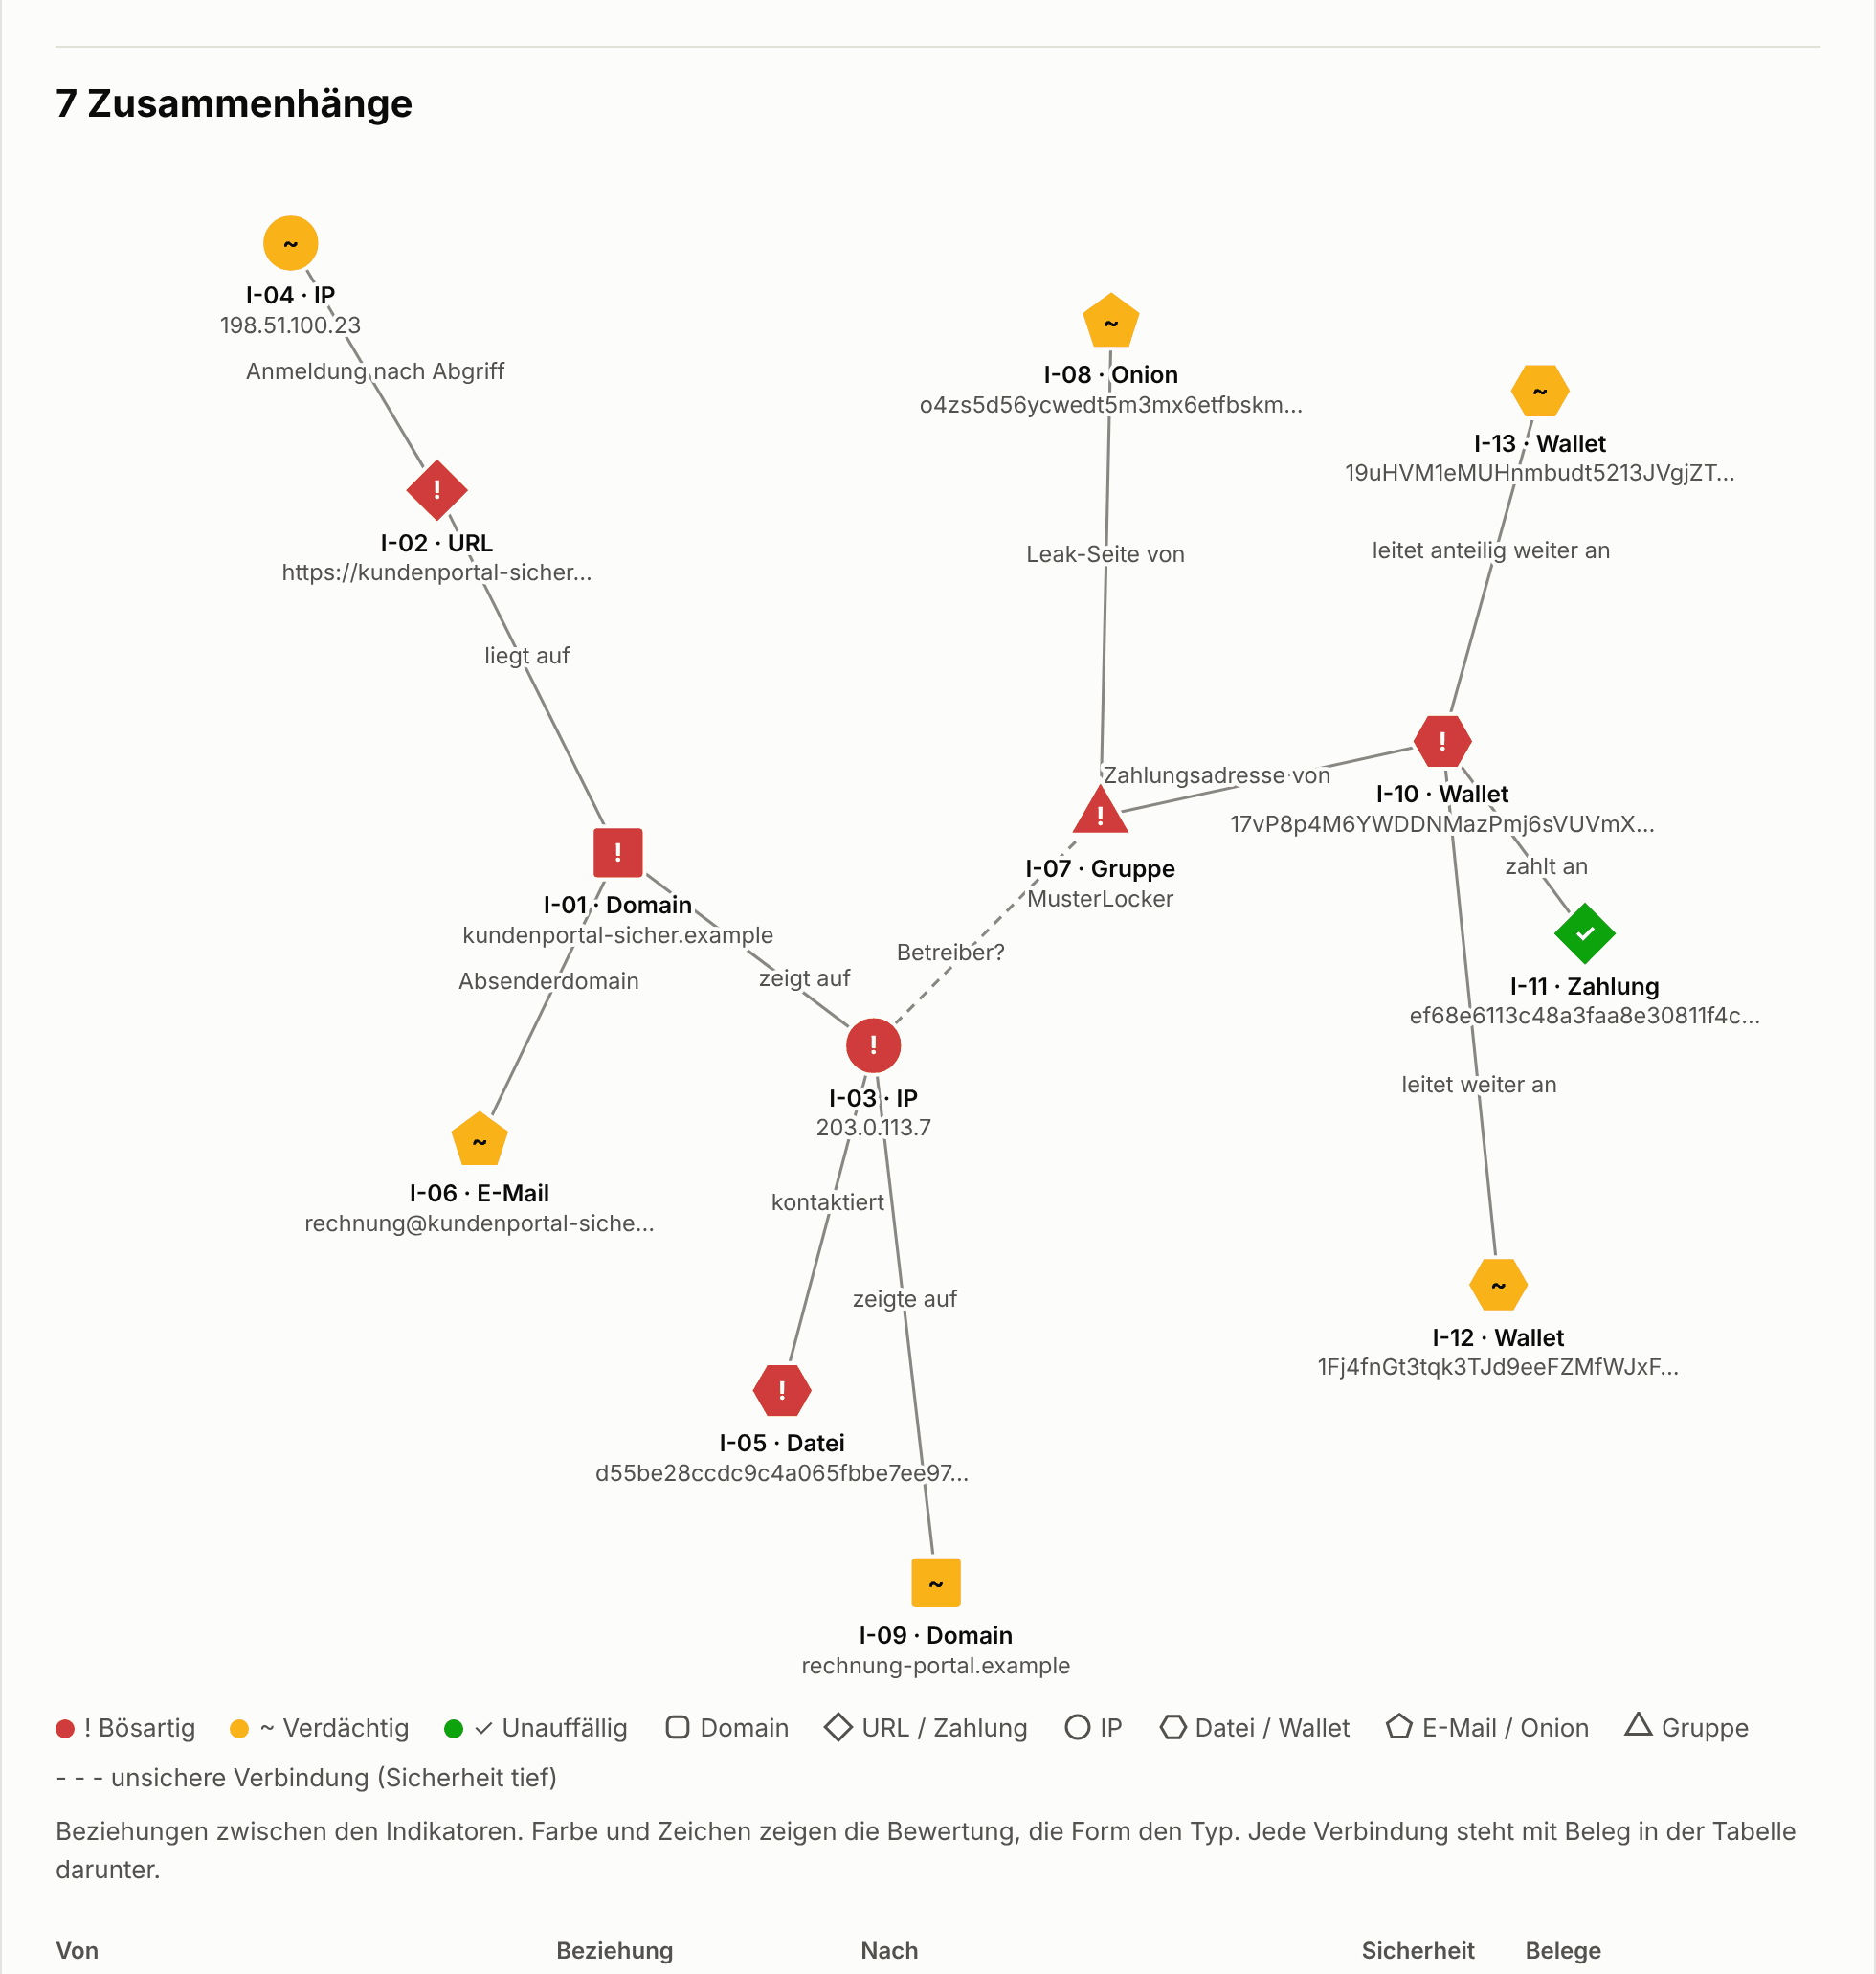 7 Zusammenhänge
~
I-04 · IP
198.51.100.23
Anmeldung nach Abgriff
~
I-08 · Onion
o4zs5d56ycwedt5m3mx6etfbskm...
~
I-13 · Wallet
19uHVM1eMUHnmbudt5213JVgjZT...
!
I-02 · URL
https://kundenportal-sicher...
leitet anteilig weiter an
Leak-Seite von
liegt auf
!
I-10 · Wallet
17vP8p4M6YWDDNMazPmj6sVUVmX...
Zahlungsadresse von
!
I-07 · Gruppe
MusterLocker
zahlt an
!
I-01 · Domain
kundenportal-sicher.example
Absenderdomain
zeigt auf
Betreiber?
✓
I-11 · Zahlung
ef68e6113c48a3faa8e30811f4c...
!
I-03 · IP
203.0.113.7
leitet weiter an
~
I-06 · E-Mail
rechnung@kundenportal-siche...
kontaktiert
zeigte auf
~
I-12 · Wallet
1Fj4fnGt3tqk3TJd9eeFZMfWJxF...
!
I-05 · Datei
d55be28ccdc9c4a065fbbe7ee97...
~
I-09 · Domain
rechnung-portal.example
! Bösartig ~ Verdächtig ✓ Unauffällig Domain URL / Zahlung IP Datei / Wallet E-Mail / Onion Gruppe
- - - unsichere Verbindung (Sicherheit tief)
Beziehungen zwischen den Indikatoren. Farbe und Zeichen zeigen die Bewertung, die Form den Typ. Jede Verbindung steht mit Beleg in der Tabelle
darunter.
Von Beziehung Nach Sicherheit Belege